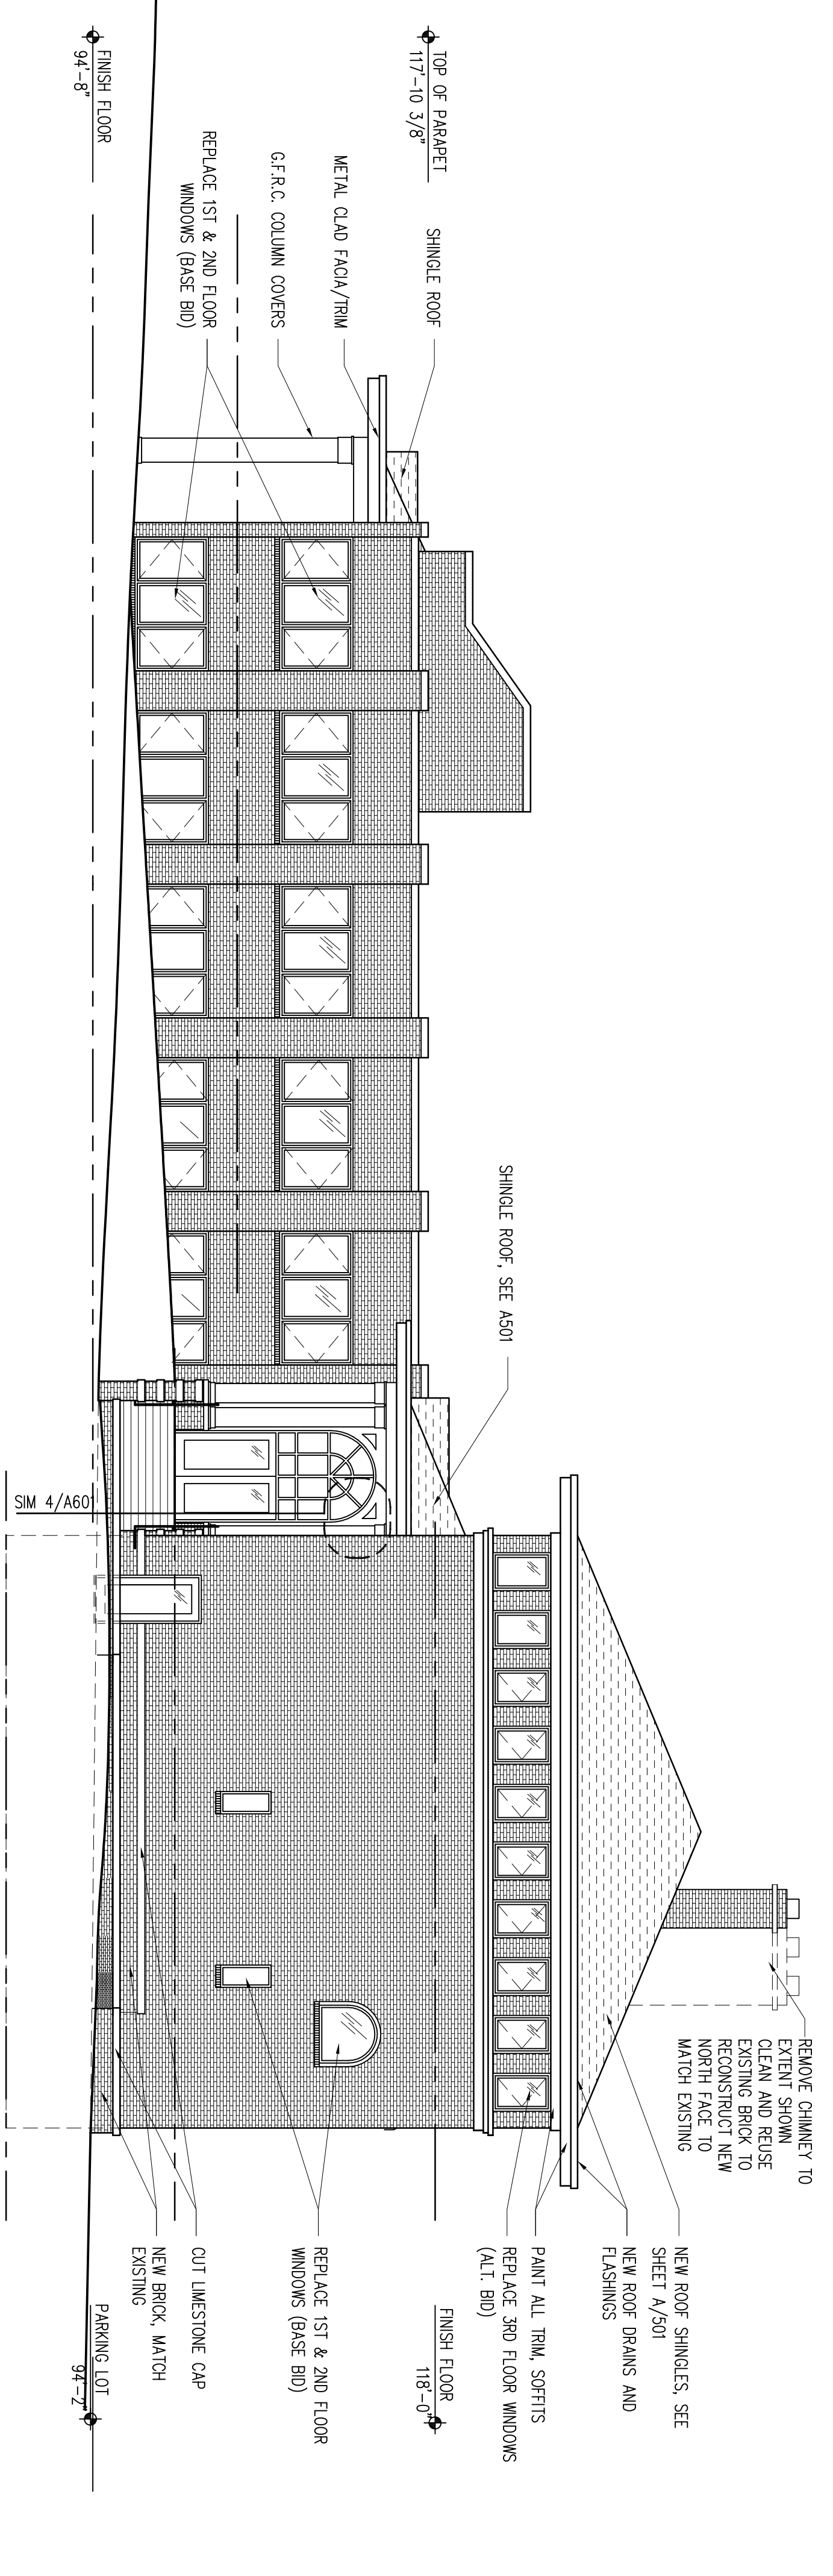 TOP OF PARAPET
117'-10 3/8"
SHINGLE ROOF
METAL CLAD FACIA/TRIM
G.F.R.C. COLUMN COVERS
REPLACE 1ST & 2ND FLOOR
WINDOWS (BASE BID)
FINISH FLOOR
94'-8"
SHINGLE ROOF, SEE A501
SIM 4/A601
REMOVE CHIMNEY TO
EXTENT SHOWN
CLEAN AND REUSE
EXISTING BRICK TO
RECONSTRUCT NEW
NORTH FACE TO
MATCH EXISTING
NEW ROOF SHINGLES, SEE
SHEET A/501
NEW ROOF DRAINS AND
FLASHINGS
PAINT ALL TRIM, SOFFITS
REPLACE 3RD FLOOR WINDOWS
(ALT. BID)
FINISH FLOOR
118'-0"
REPLACE 1ST & 2ND FLOOR
WINDOWS (BASE BID)
CUT LIMESTONE CAP
NEW BRICK, MATCH
EXISTING
PARKING LOT
94'-2"